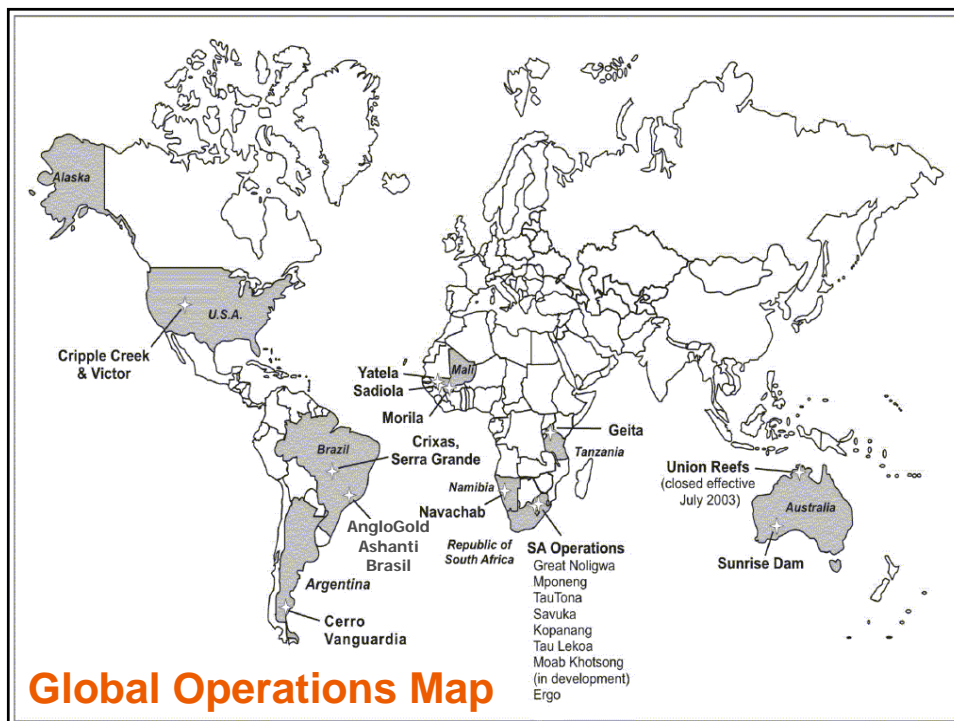 Alaska
U.S.A.
Cripple Creek
& Victor
Yatela
Sadiola
Mali
Morila
Geita
Tanzania
Brazil
Crixas,
Serra Grande
Namibia
Navachab
AngloGold
Ashanti
Brasil
Republic of
South Africa
SA Operations
Great Noligwa
Mponeng
TauTona
Savuka
Kopanang
Tau Lekoa
Moab Khotsong
(in development)
Ergo
Union Reefs
(closed effective
July 2003)
Australia
Sunrise Dam
Argentina
Cerro
Vanguardia
Global Operations Map